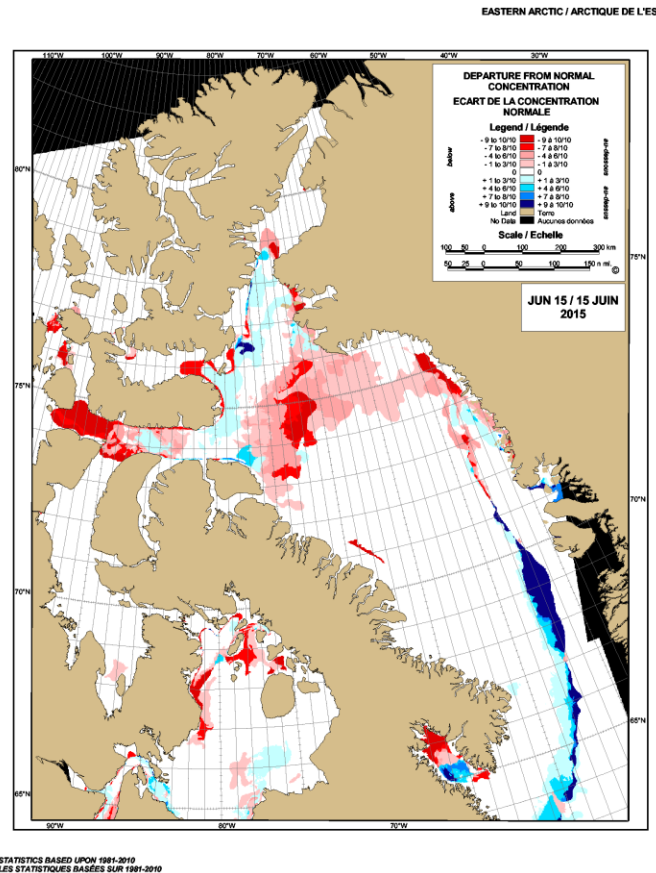 EASTERN ARCTIC / ARCTIQUE DE L'ES
110°W 100°W 90°W 80°W 70°W 60°W 50°W 40°W 30°W
DEPARTURE FROM NORMAL
CONCENTRATION
ECART DE LA CONCENTRATION
NORMALE
Legend / Légende
below
- 9 to 10/10 - 9 à 10/10
- 7 to 8/10 - 7 à 8/10
- 4 to 6/10 - 4 à 6/10
- 1 to 3/10 - 1 à 3/10
0 0
above
+ 1 to 3/10 + 1 à 3/10
+ 4 to 6/10 + 4 à 6/10
+ 7 to 8/10 + 7 à 8/10
+ 9 to 10/10 + 9 à 10/10
au-dessous
au-dessus
Land Terre
No Data Aucunes données
Scale / Echelle
100 50 0 100 200 300 km
50 25 0 50 100 150 n mi.
©
JUN 15 / 15 JUIN
2015
80°N
75°N
75°N
70°N
70°N
65°N
65°N
90°W 80°W 70°W
STATISTICS BASED UPON 1981-2010
LES STATISTIQUES BASÉES SUR 1981-2010